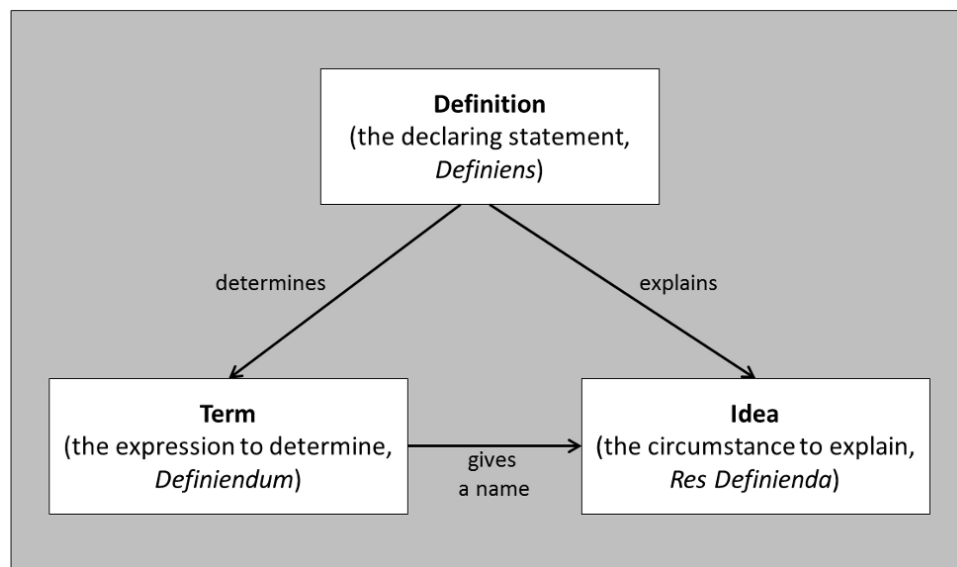 Definition
(the declaring statement,
Definiens)
determines
explains
Term
(the expression to determine,
Definiendum)
gives
a name
Idea
(the circumstance to explain,
Res Definienda)